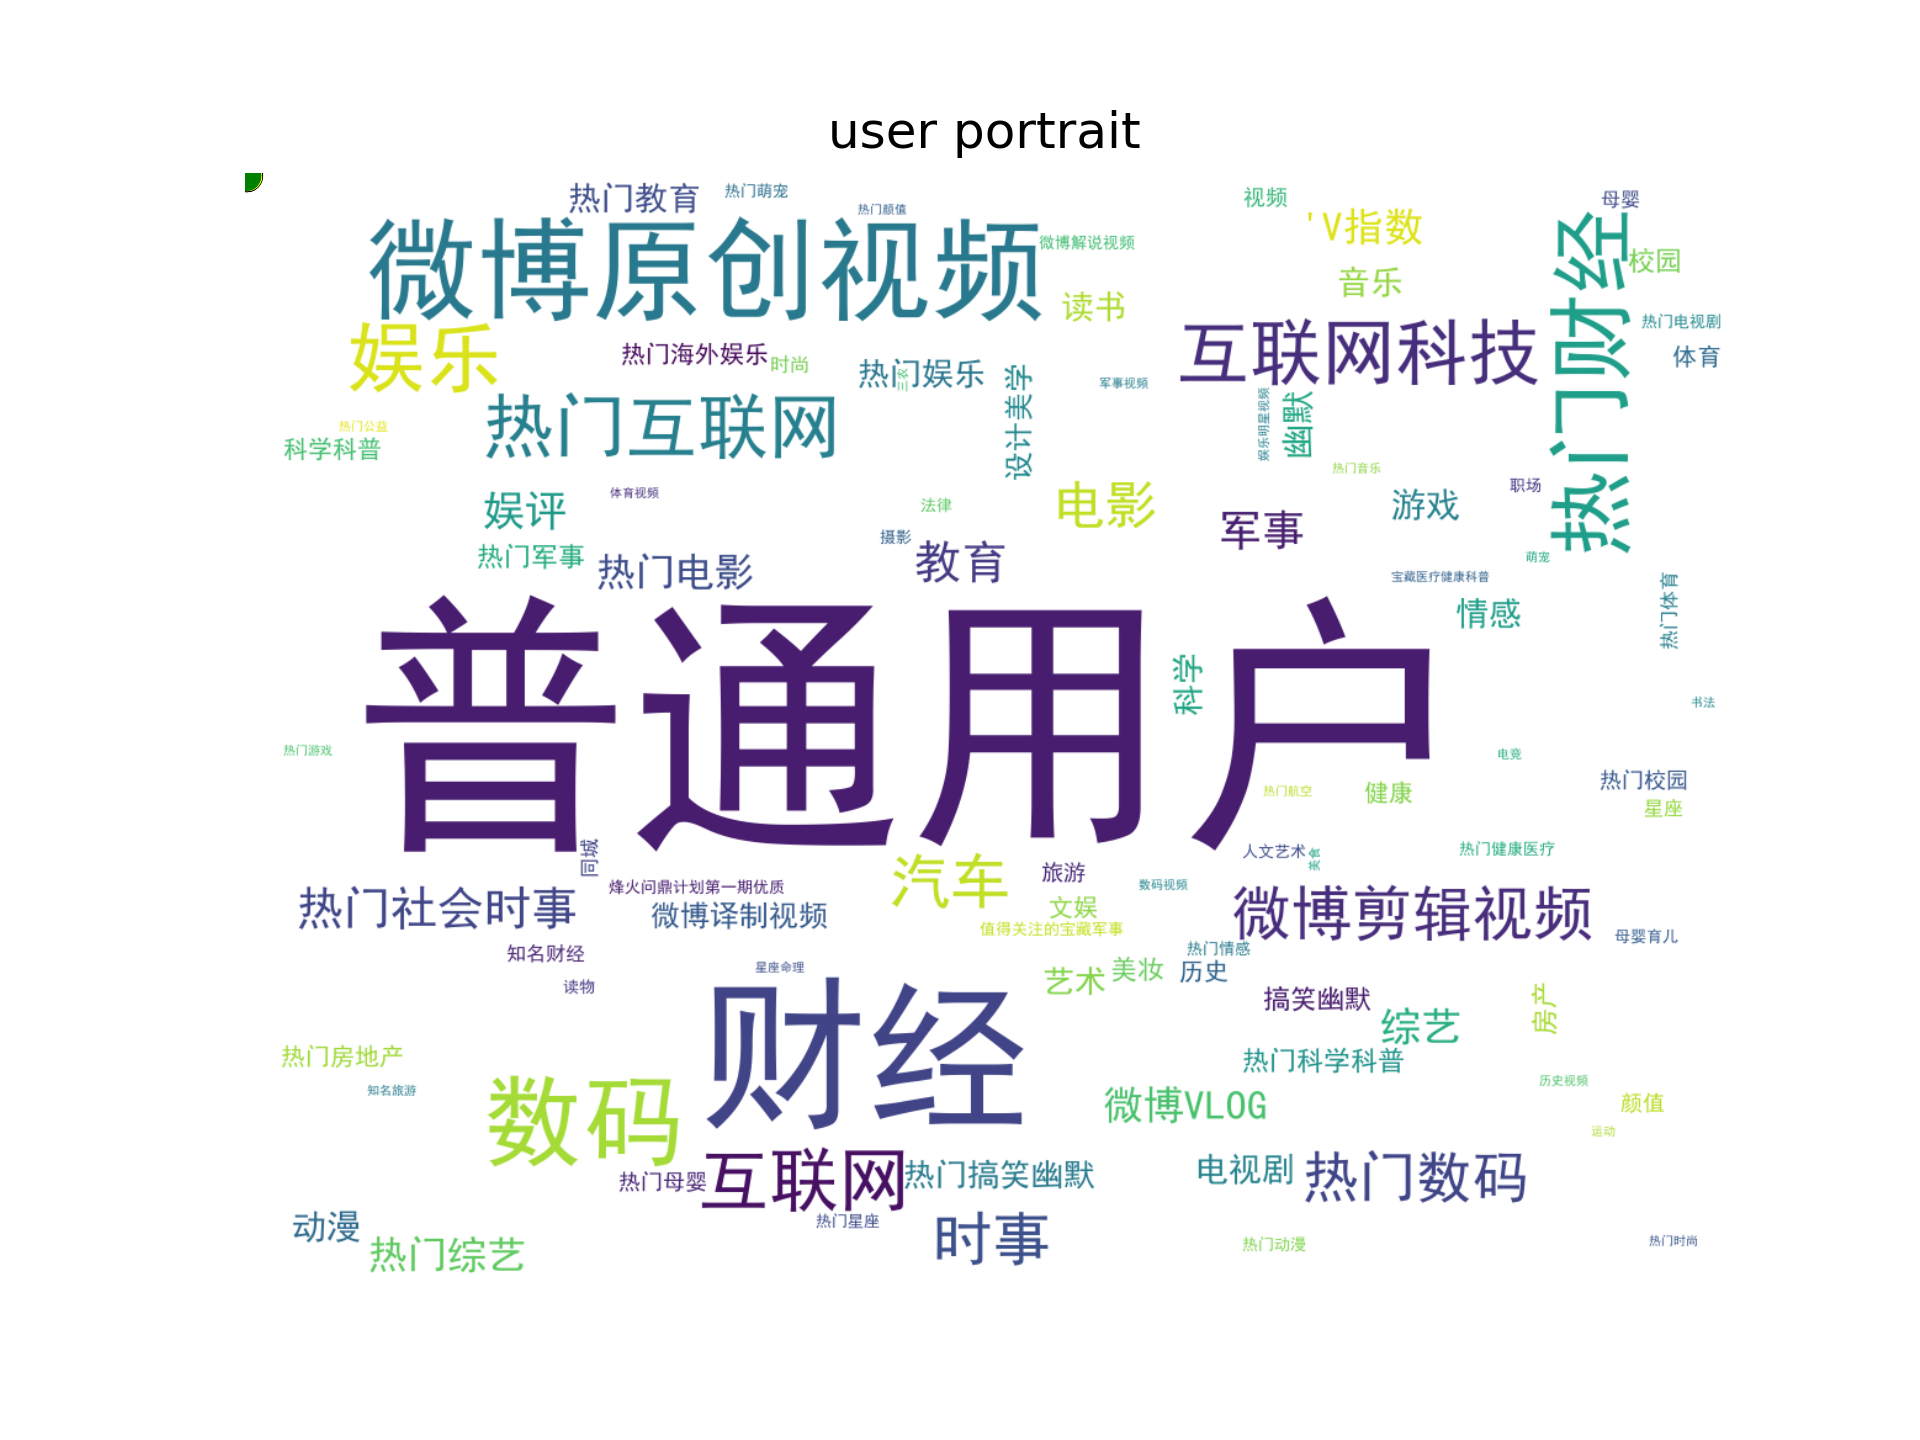 user portrait
热门教育
热门萌宠
热门颜值
视频
母婴
微博原创视频
微博解说视频
'V指数
热门财经
校园
音乐
读书
娱乐
热门海外娱乐
时尚
热门娱乐
三农
设计美学
军事视频
互联网科技
热门电视剧
体育
热门互联网
热门公益
科学科普
娱乐明星视频
幽默
热门音乐
娱评
体育视频
法律
电影
游戏
职场
热门军事
热门电影
摄影
教育
军事
萌宠
宝藏医疗健康科普
情感
热门体育
普通用户
科学
书法
热门游戏
电竞
热门航空
健康
热门校园
星座
同城
人文艺术
美食
热门健康医疗
热门社会时事
烽火问鼎计划第一期优质
微博译制视频
汽车
旅游
文娱
数码视频
值得关注的宝藏军事
微博剪辑视频
母婴育儿
知名财经
读物
星座命理
热门情感
艺术
美妆
历史
财经
搞笑幽默
综艺
房产
热门房地产
知名旅游
数码
热门科学科普
历史视频
微博VLOG
颜值
运动
热门母婴
互联网
热门搞笑幽默
电视剧
热门数码
动漫
热门综艺
热门星座
时事
热门动漫
热门时尚